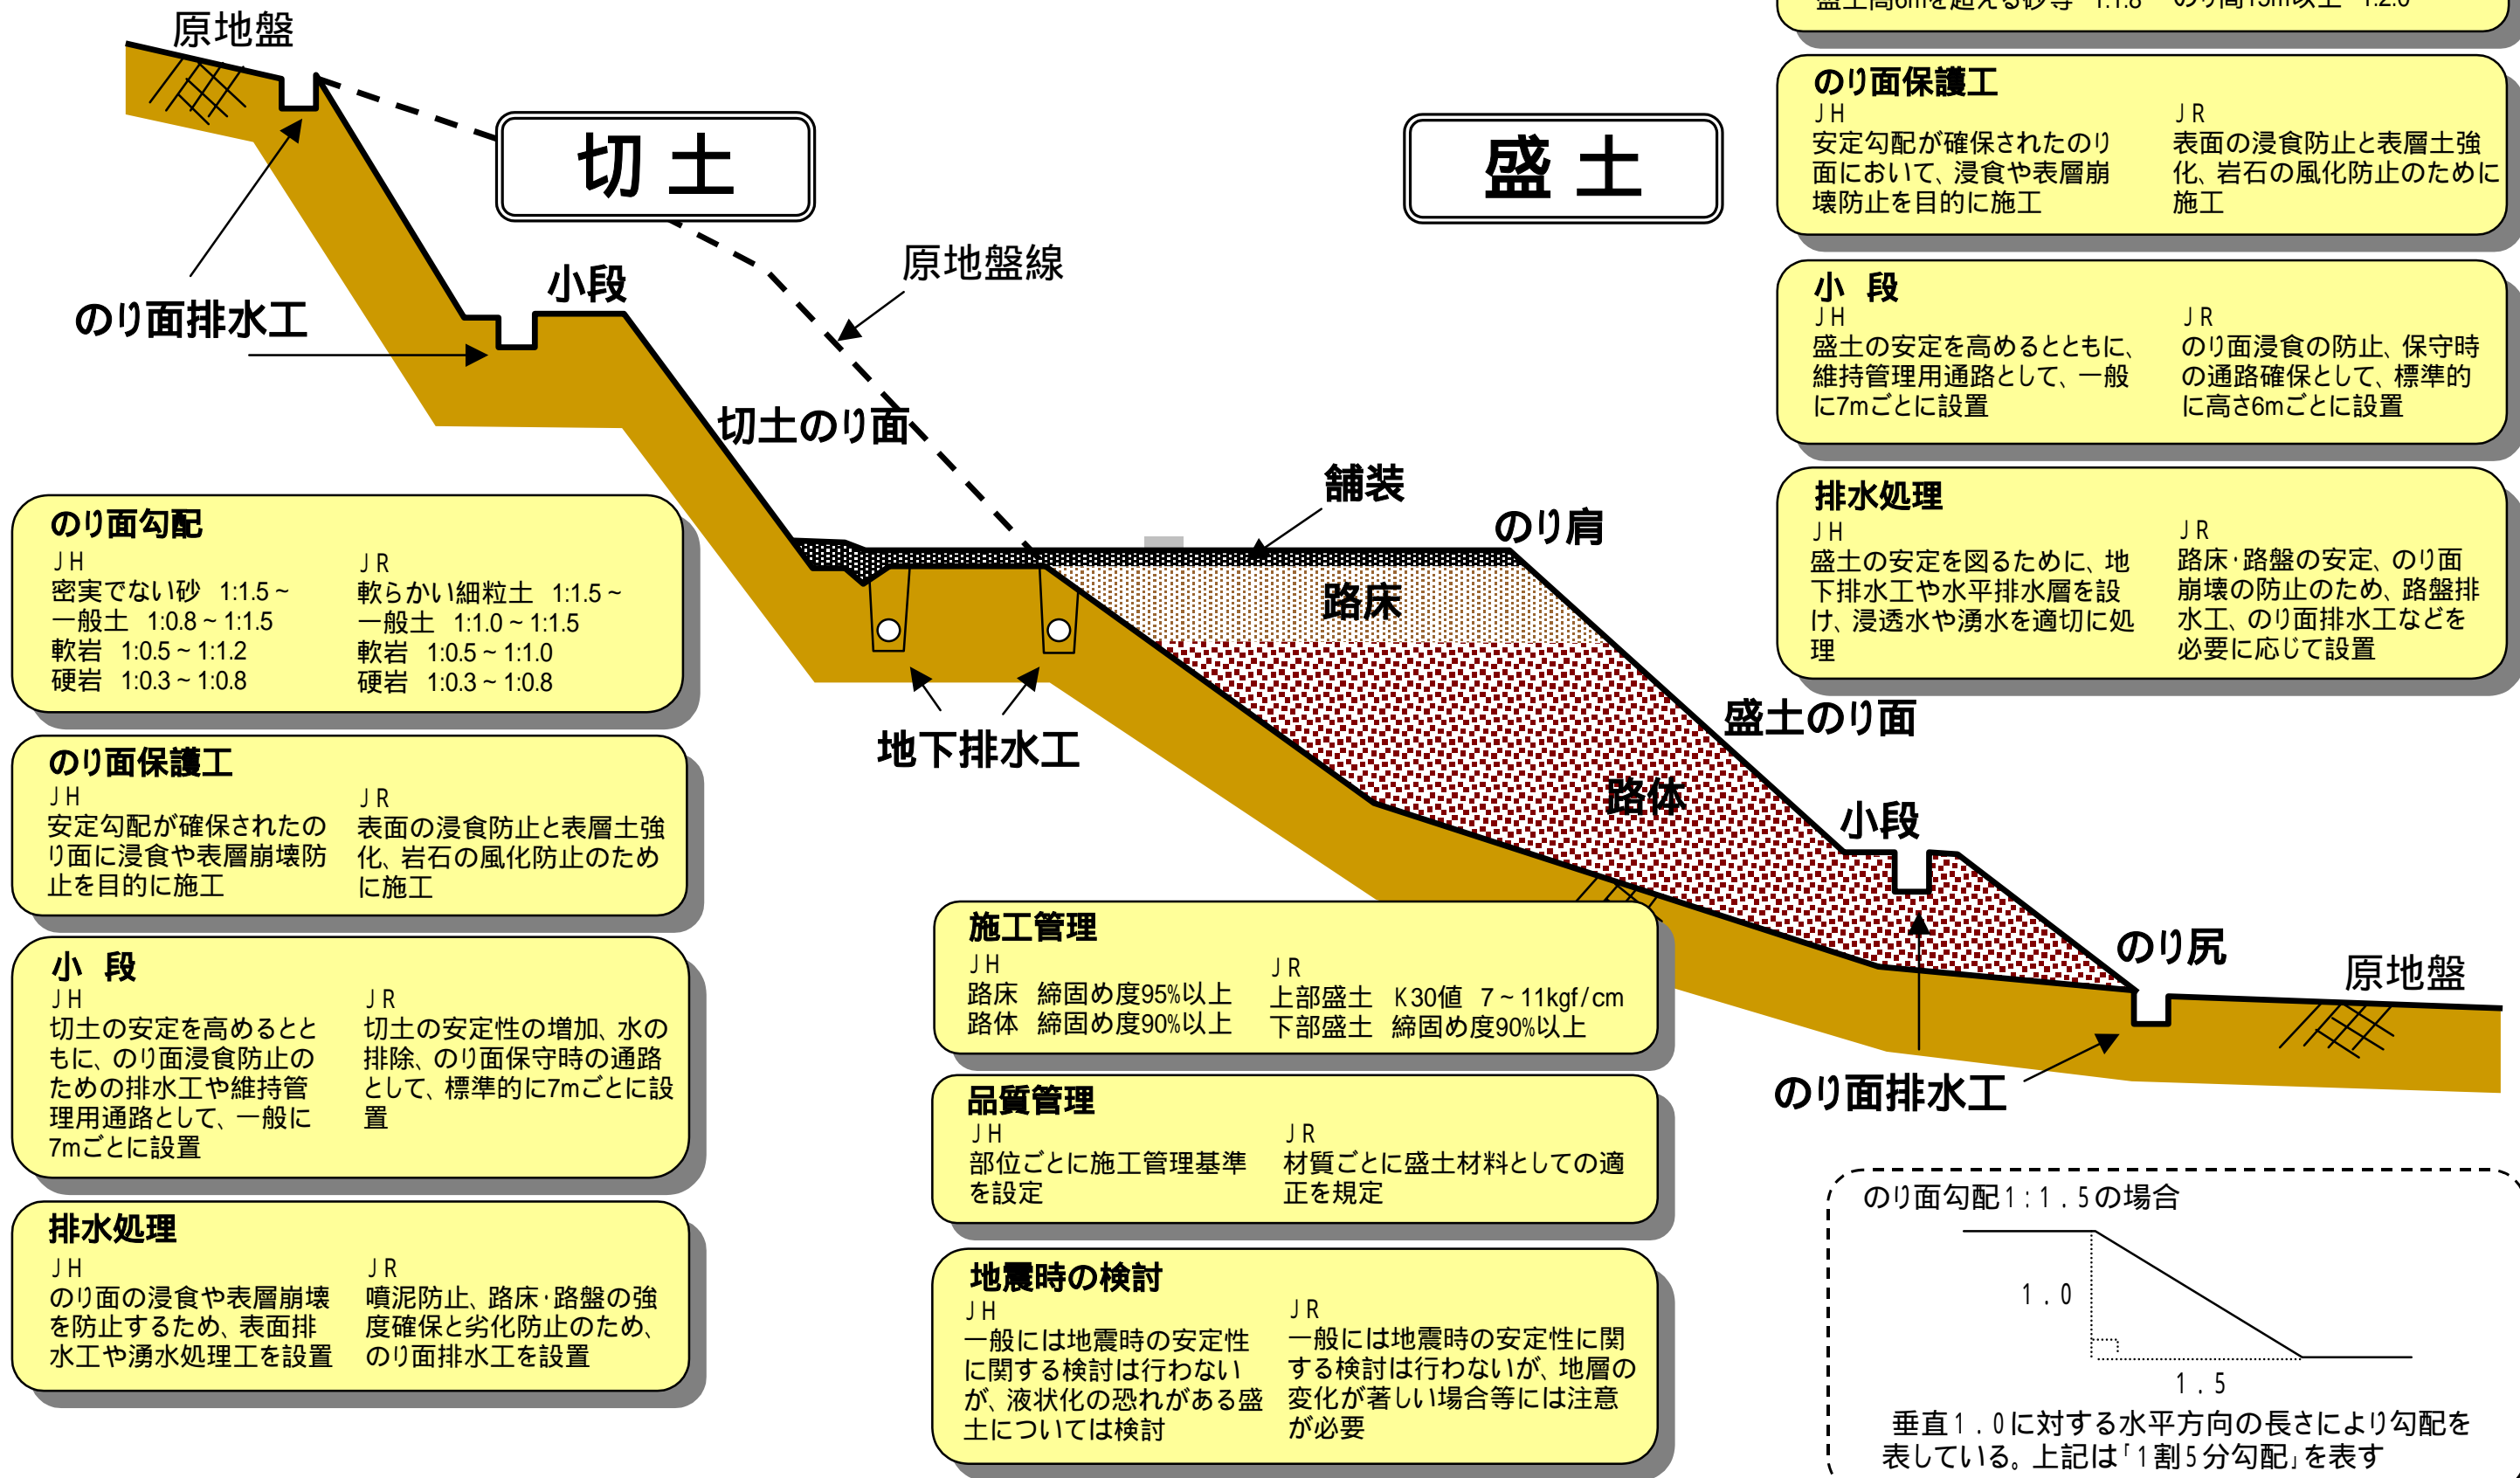 原地盤
切 土
盛 土
原地盤線
小段
のり面排水工
切土のり面
舗装
のり肩
路床
地下排水工
盛土のり面
路体
小段
のり尻
原地盤
のり面排水工
のり面勾配
JH
密実でない砂 1:1.5～
一般土 1:0.8～1:1.5
軟岩 1:0.5～1:1.2
硬岩 1:0.3～1:0.8
JR
軟らかい細粒土 1:1.5～
一般土 1:1.0～1:1.5
軟岩 1:0.5～1:1.0
硬岩 1:0.3～1:0.8
のり面保護工
JH
安定勾配が確保されたの
り面に浸食や表層崩壊防
止を目的に施工
JR
表面の浸食防止と表層土強
化、岩石の風化防止のため
に施工
小 段
JH
切土の安定を高めるとと
もに、のり面浸食防止の
ための排水工や維持管
理用通路として、一般に
7mごとに設置
JR
切土の安定性の増加、水の
排除、のり面保守時の通路
として、標準的に7mごとに設
置
排水処理
JH
のり面の浸食や表層崩壊
を防止するため、表面排
水工や湧水処理工を設置
JR
噴泥防止、路床・路盤の強
度確保と劣化防止のため、
のり面排水工を設置
施工管理
JH
路床 締固め度95%以上
路体 締固め度90%以上
JR
上部盛土 K30値 7～11kgf/cm
下部盛土 締固め度90%以上
品質管理
JH
部位ごとに施工管理基準
を設定
JR
材質ごとに盛土材料としての適
正を規定
地震時の検討
JH
一般には地震時の安定性
に関する検討は行わない
が、液状化の恐れがある盛
土については検討
JR
一般には地震時の安定性に関
する検討は行わないが、地層の
変化が著しい場合等には注意
が必要
盛土高6mを超える砂等 1:1.8 のり高15m以上 1:2.0
のり面保護工
JH
安定勾配が確保されたのり
面において、浸食や表層崩
壊防止を目的に施工
JR
表面の浸食防止と表層土強
化、岩石の風化防止のために
施工
小 段
JH
盛土の安定を高めるとともに、
維持管理用通路として、一般
に7mごとに設置
JR
のり面浸食の防止、保守時
の通路確保として、標準的
に高さ6mごとに設置
排水処理
JH
盛土の安定を図るために、地
下排水工や水平排水層を設
け、浸透水や湧水を適切に処
理
JR
路床・路盤の安定、のり面
崩壊の防止のため、路盤排
水工、のり面排水工などを
必要に応じて設置
のり面勾配1:1.5の場合
1.0
1.5
垂直1.0に対する水平方向の長さにより勾配を
表している。上記は「1割5分勾配」を表す